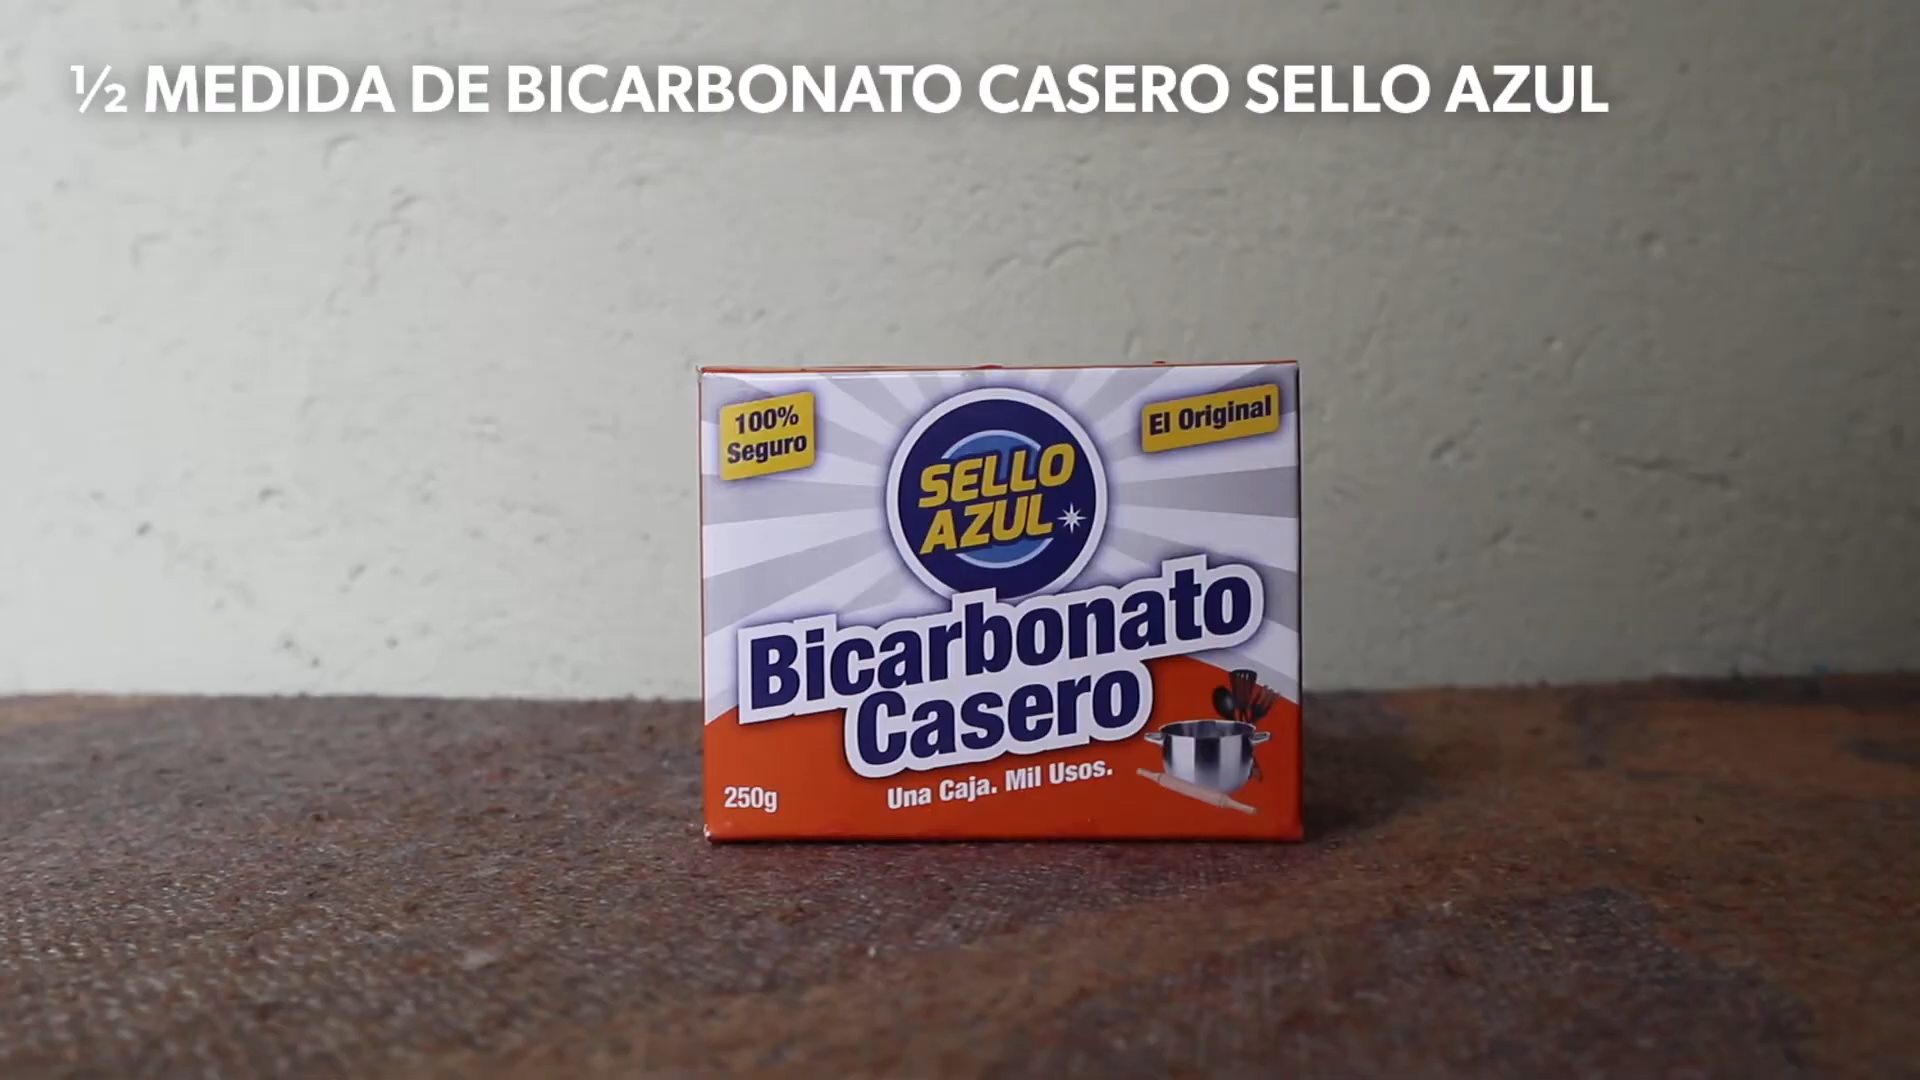 ½ MEDIDA DE BICARBONATO CASERO SELLO AZUL
100%
Seguro
El Original
SELLO
AZUL
Bicarbonato
Casero
Una Caja. Mil Usos.
250g